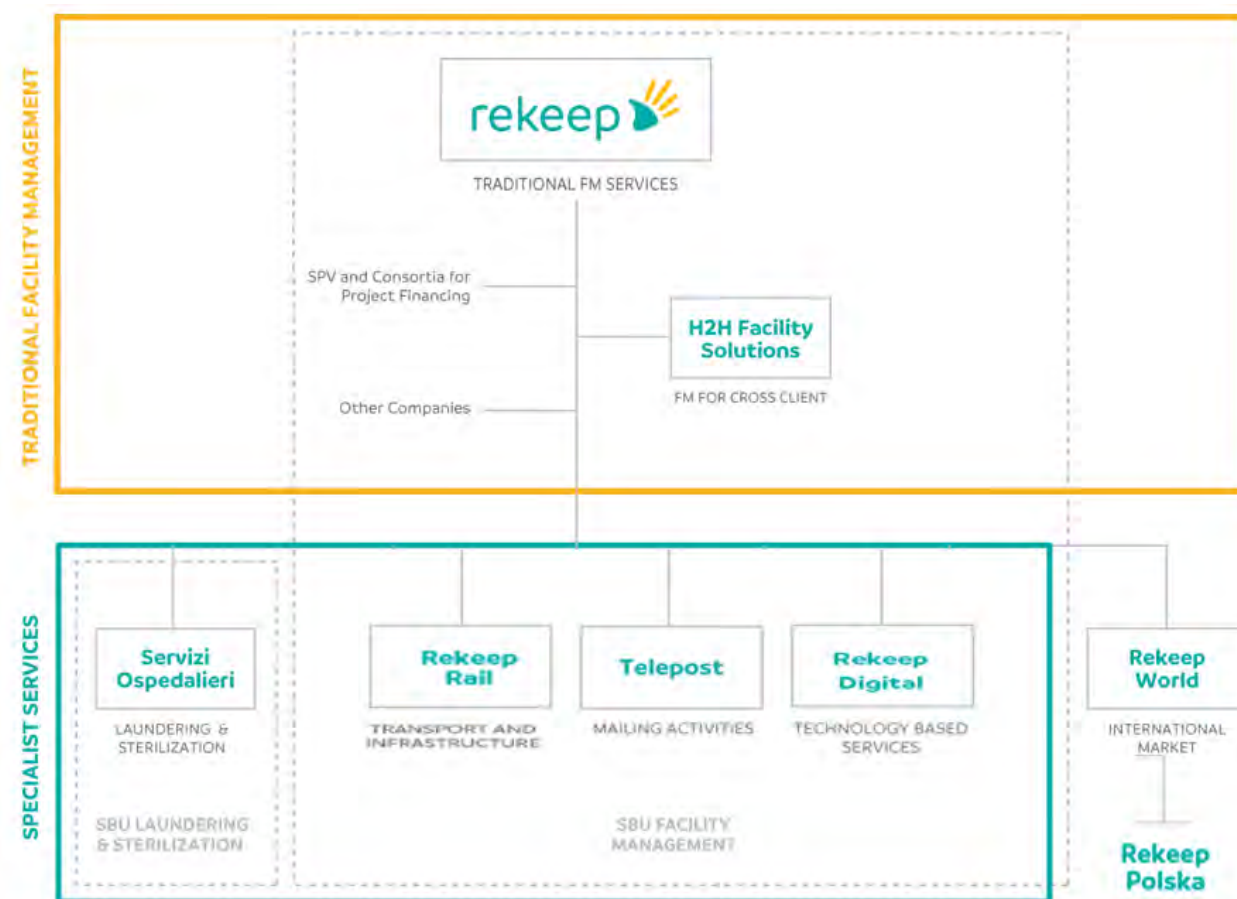 TRADITIONAL FACILITY MANAGEMENT
rekeep
TRADITIONAL FM SERVICES
SPV and Consortia for
Project Financing
H2H Facility
Solutions
FM FOR CROSS CLIENT
Other Companies
SPECIALIST SERVICES
Servizi
Ospedalieri
LAUNDERING &
STERILIZATION
SBU LAUNDERING
& STERILIZATION
Rekeep
Rail
TRANSPORT AND
INFRASTRUCTURE
Telepost
MAILING ACTIVITIES
Rekeep
Digital
TECHNOLOGY BASED
SERVICES
SBU FACILITY
MANAGEMENT
Rekeep
World
INTERNATIONAL
MARKET
Rekeep
Polska